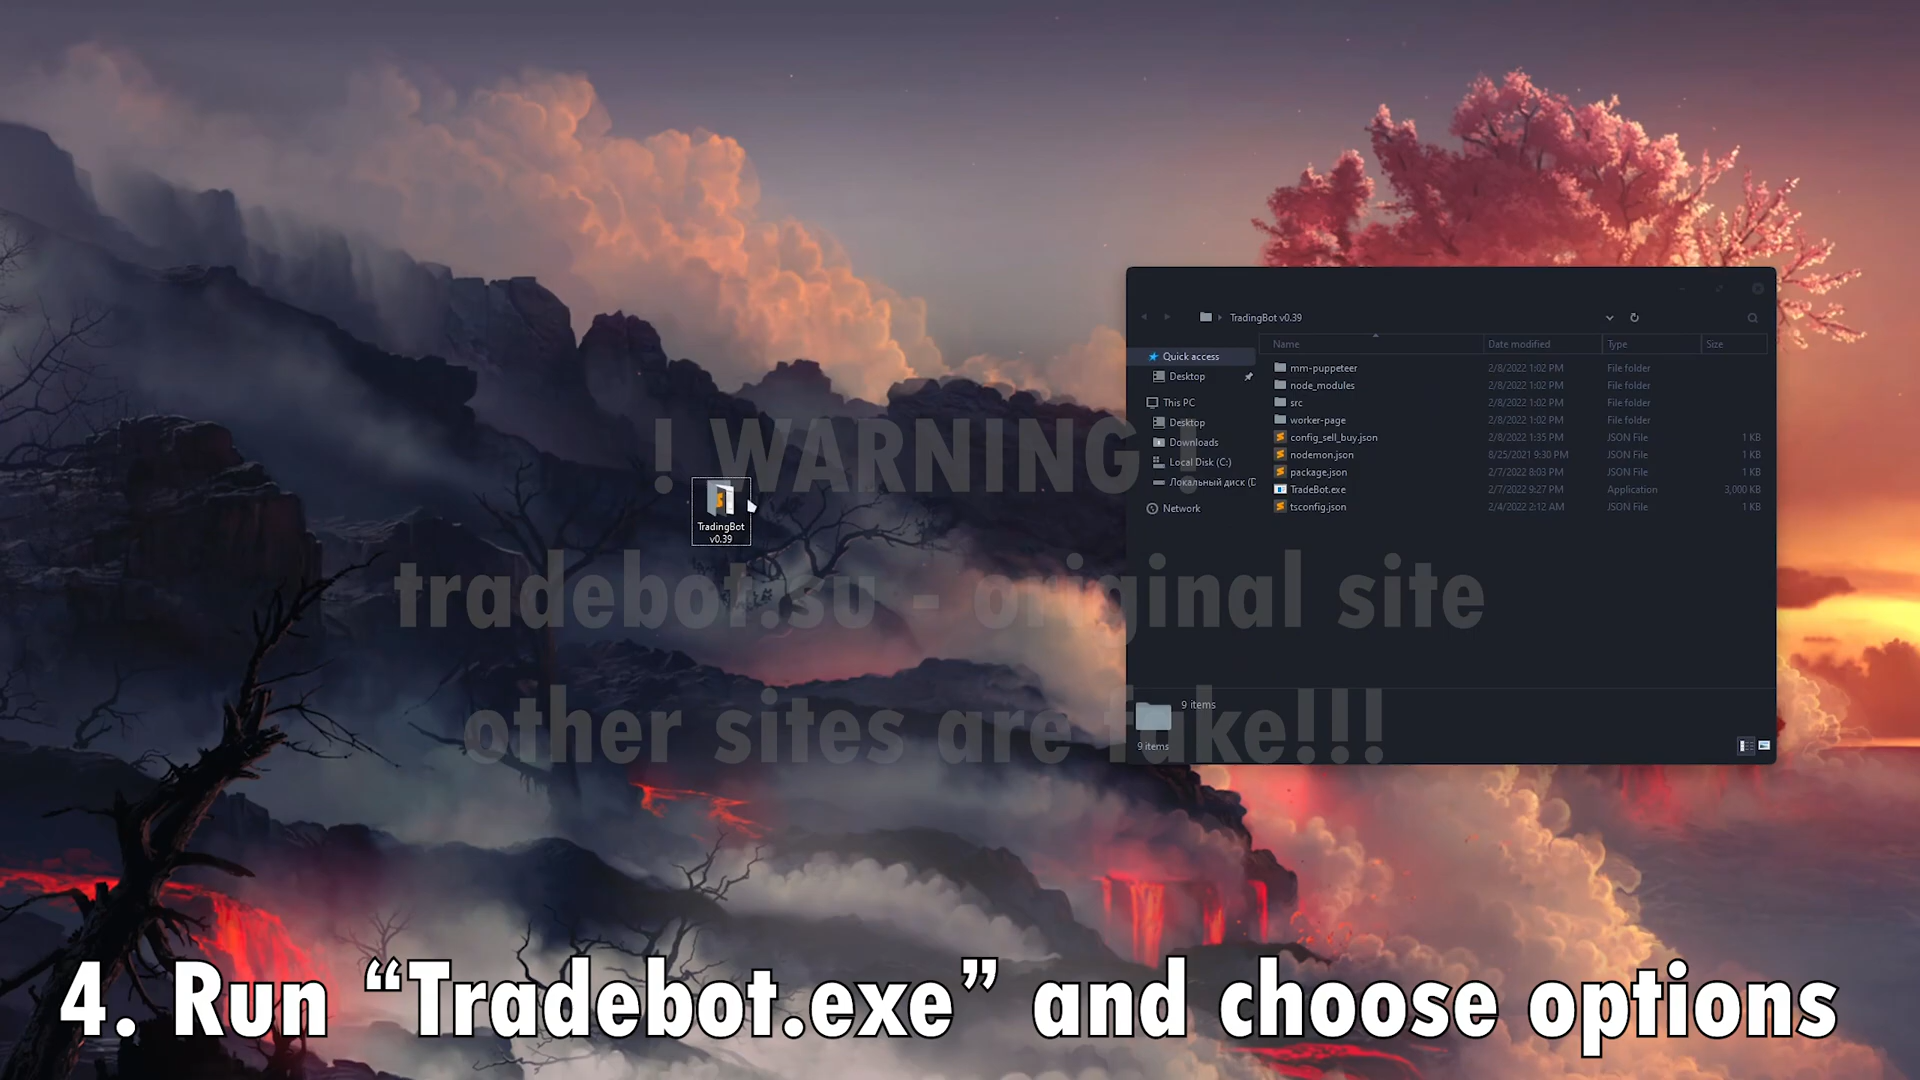 TradingBot v0.39
Name Date modified Type Size
Quick access
Desktop
This PC
Desktop
Downloads
Local Disk (C:)
Локальный диск (D
Network
mm-puppeteer 2/8/2022 1:02 PM File folder
node_modules 2/8/2022 1:02 PM File folder
src 2/8/2022 1:02 PM File folder
worker-page 2/8/2022 1:02 PM File folder
config_sell_buy.json 2/8/2022 1:35 PM JSON File 1 KB
nodemon.json 8/25/2021 9:30 PM JSON File 1 KB
package.json 2/7/2022 8:03 PM JSON File 1 KB
TradeBot.exe 2/7/2022 9:27 PM Application 3,000 KB
tsconfig.json 2/4/2022 2:12 AM JSON File 1 KB
9 items
9 items
TradingBot
v0.39
! WARNING !
tradebot.su - original site
other sites are fake!!!
4. Run “Tradebot.exe” and choose options